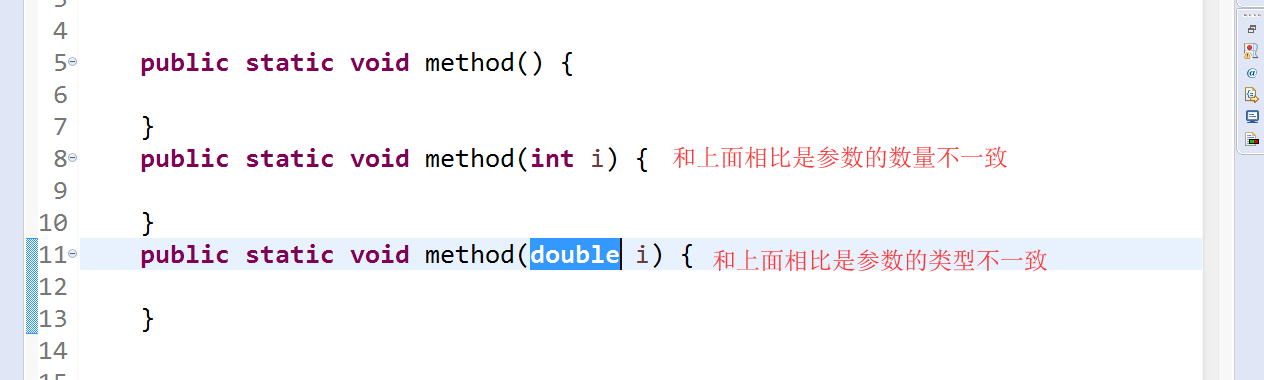 4
5 public static void method() {
6
7 }
8 public static void method(int i) { 和上面相比是参数的数量不一致
9
10 }
11 public static void method(double i) { 和上面相比是参数的类型不一致
12
13 }
14